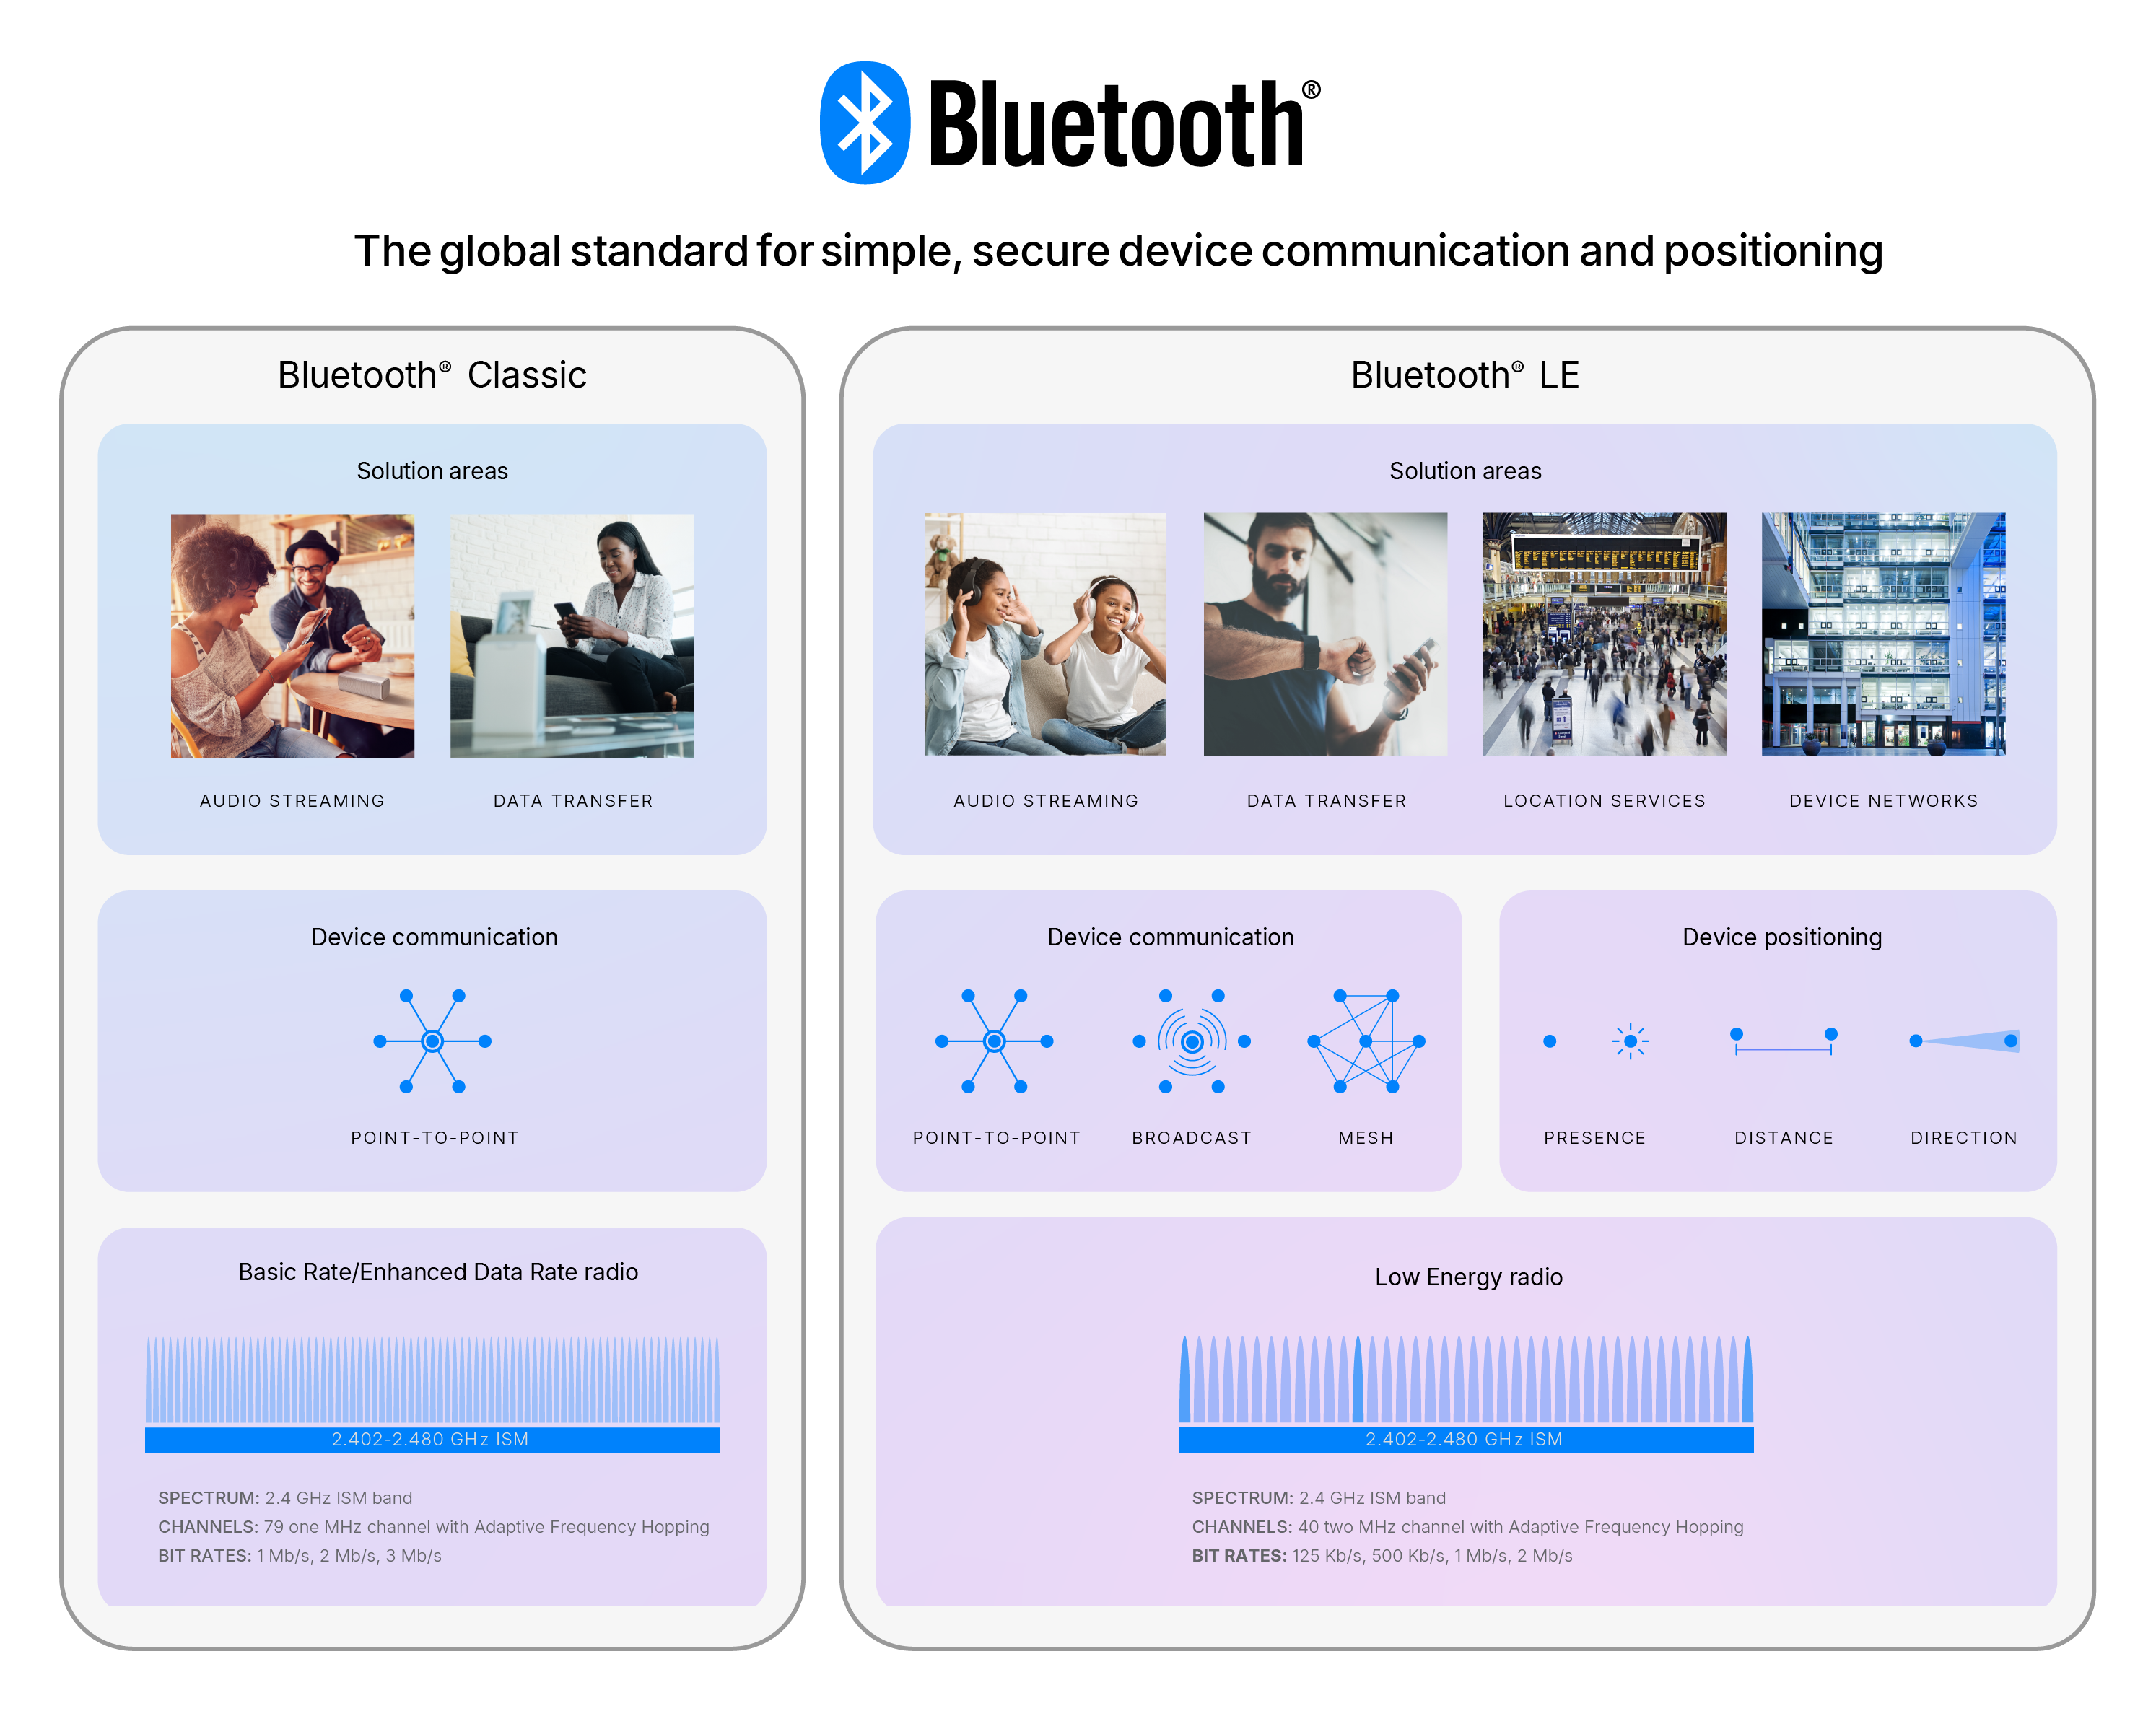 Bluetooth®
The global standard for simple, secure device communication and positioning
Bluetooth® Classic
Solution areas
AUDIO STREAMING
DATA TRANSFER
Device communication
POINT-TO-POINT
Basic Rate/Enhanced Data Rate radio
2.402-2.480 GHz ISM
SPECTRUM: 2.4 GHz ISM band
CHANNELS: 79 one MHz channel with Adaptive Frequency Hopping
BIT RATES: 1 Mb/s, 2 Mb/s, 3 Mb/s
Bluetooth® LE
Solution areas
AUDIO STREAMING
DATA TRANSFER
LOCATION SERVICES
DEVICE NETWORKS
Device communication
POINT-TO-POINT
BROADCAST
MESH
Device positioning
PRESENCE
DISTANCE
DIRECTION
Low Energy radio
2.402-2.480 GHz ISM
SPECTRUM: 2.4 GHz ISM band
CHANNELS: 40 two MHz channel with Adaptive Frequency Hopping
BIT RATES: 125 Kb/s, 500 Kb/s, 1 Mb/s, 2 Mb/s